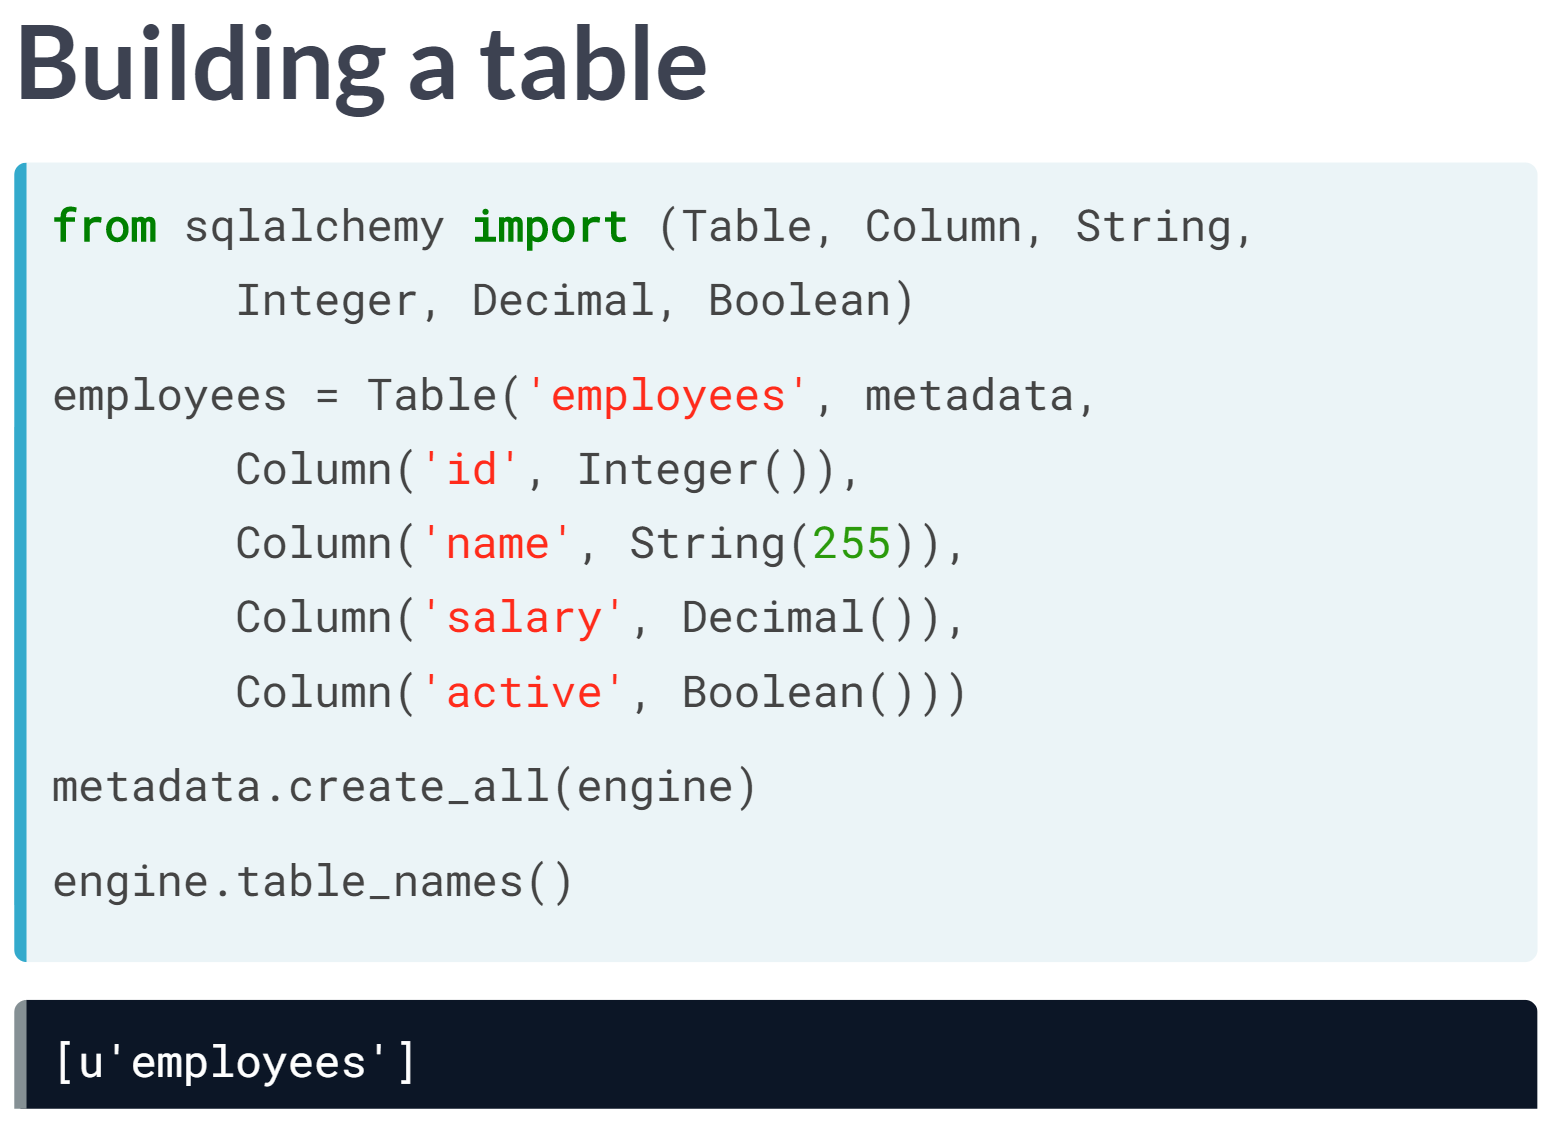 Building a table
from sqlalchemy import (Table, Column, String,
Integer, Decimal, Boolean)
employees = Table('employees', metadata,
Column('id', Integer()),
Column('name', String(255)),
Column('salary', Decimal()),
Column('active', Boolean()))
metadata.create_all(engine)
engine.table_names()
[u'employees']